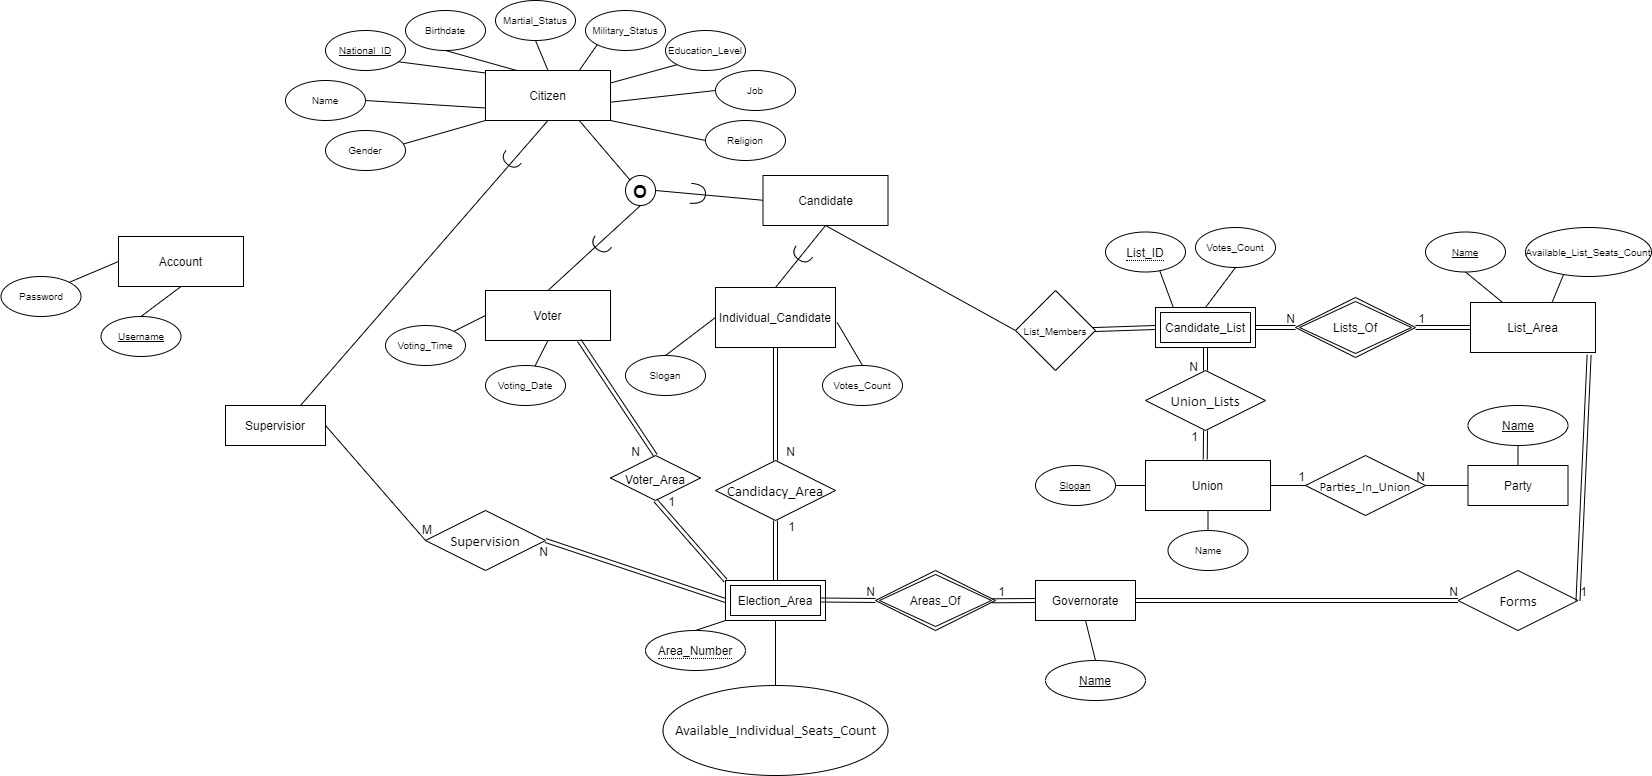 Martial_Status
Birthdate
Military_Status
National_ID
Education_Level
Citizen
Job
Name
Gender
Religion
O
Candidate
Account
Password
Username
Voter
Voting_Time
Voting_Date
Individual_Candidate
Slogan
Votes_Count
List_Members
List_ID
Votes_Count
Candidate_List
N
Lists_Of
1
Name
Available_List_Seats_Count
List_Area
N
Union_Lists
1
Slogan
Union
Name
1
Parties_In_Union
N
Name
Party
Supervisior
N
Voter_Area
1
N
Candidacy_Area
1
M
Supervision
N
Election_Area
N
Areas_Of
1
Governorate
N
Forms
1
Area_Number
Name
Available_Individual_Seats_Count